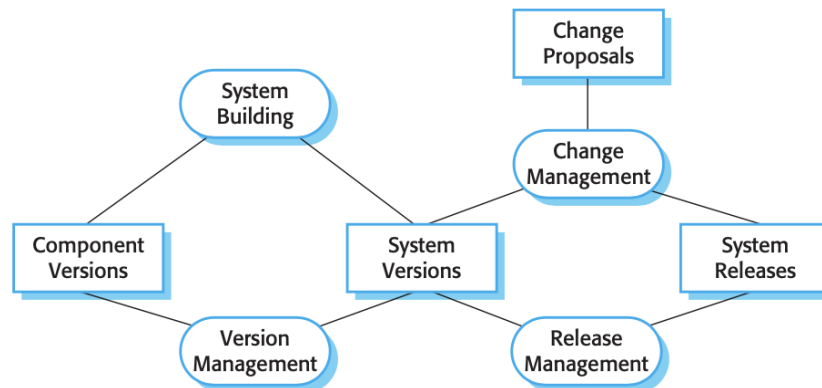 Change
Proposals
System
Building
Change
Management
Component
Versions
System
Versions
System
Releases
Version
Management
Release
Management